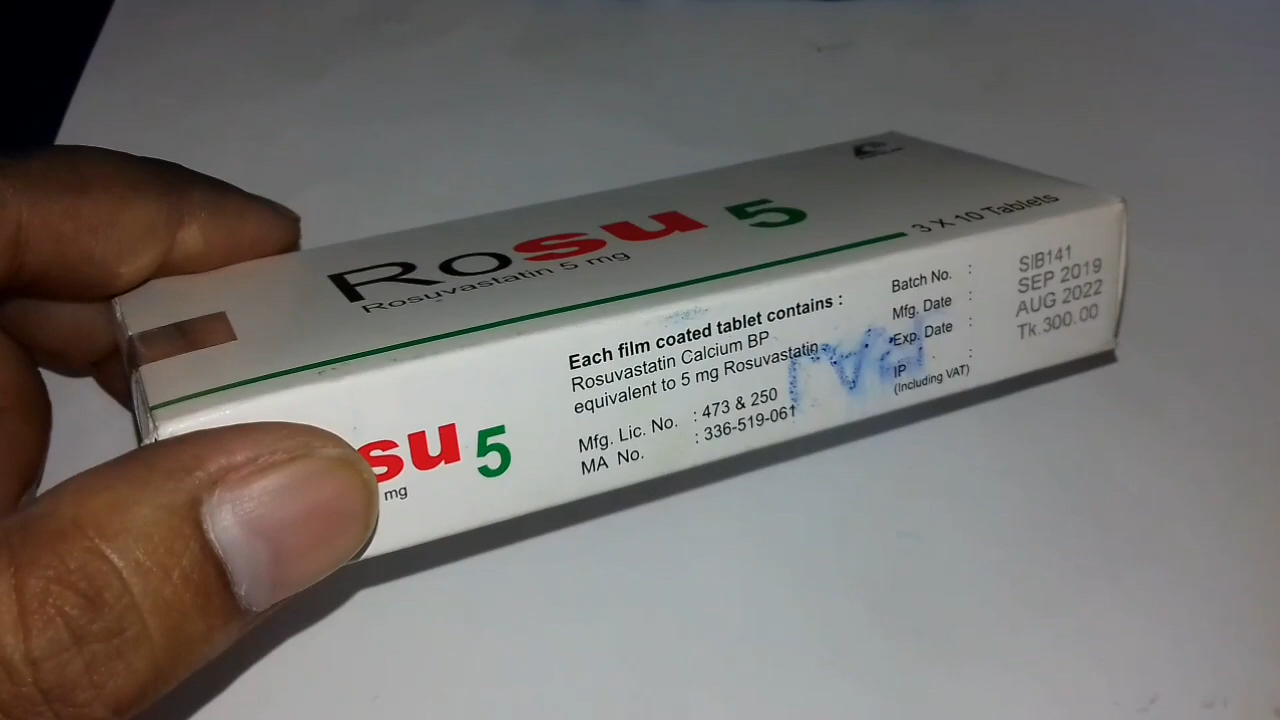 Rosu 5
Rosuvastatin 5 mg
3 X 10 Tablets
su 5
mg
Each film coated tablet contains :
Rosuvastatin Calcium BP
equivalent to 5 mg Rosuvastatin
Mfg. Lic. No. : 473 & 250
MA No. : 336-519-061
Batch No. : SIB141
Mfg. Date : SEP 2019
Exp. Date : AUG 2022
IP : Tk.300.00
(Including VAT)